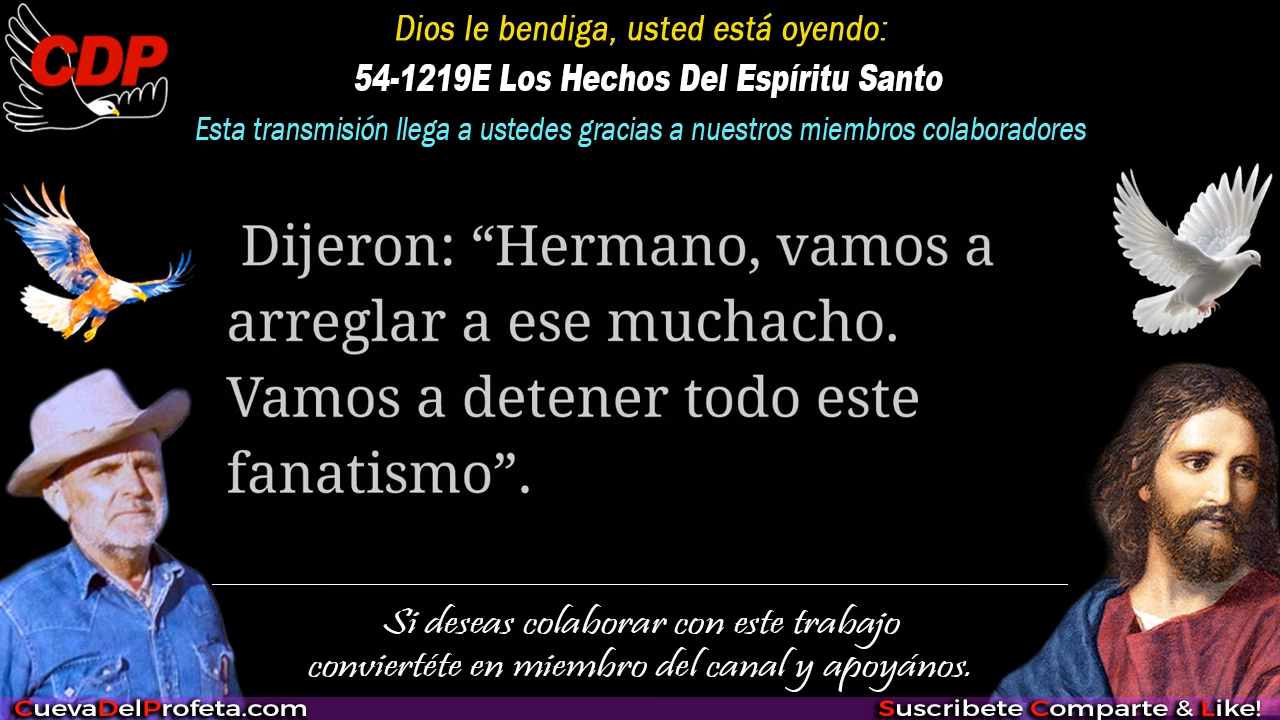 CDP
Dios le bendiga, usted está oyendo:
54-1219E Los Hechos Del Espíritu Santo
Esta transmisión llega a ustedes gracias a nuestros miembros colaboradores
Dijeron: “Hermano, vamos a
arreglar a ese muchacho.
Vamos a detener todo este
fanatismo”.
Si deseas colaborar con este trabajo
conviertéte en miembro del canal y apoyános.
CuevaDelProfeta.com
Suscribete Comparte & Like!